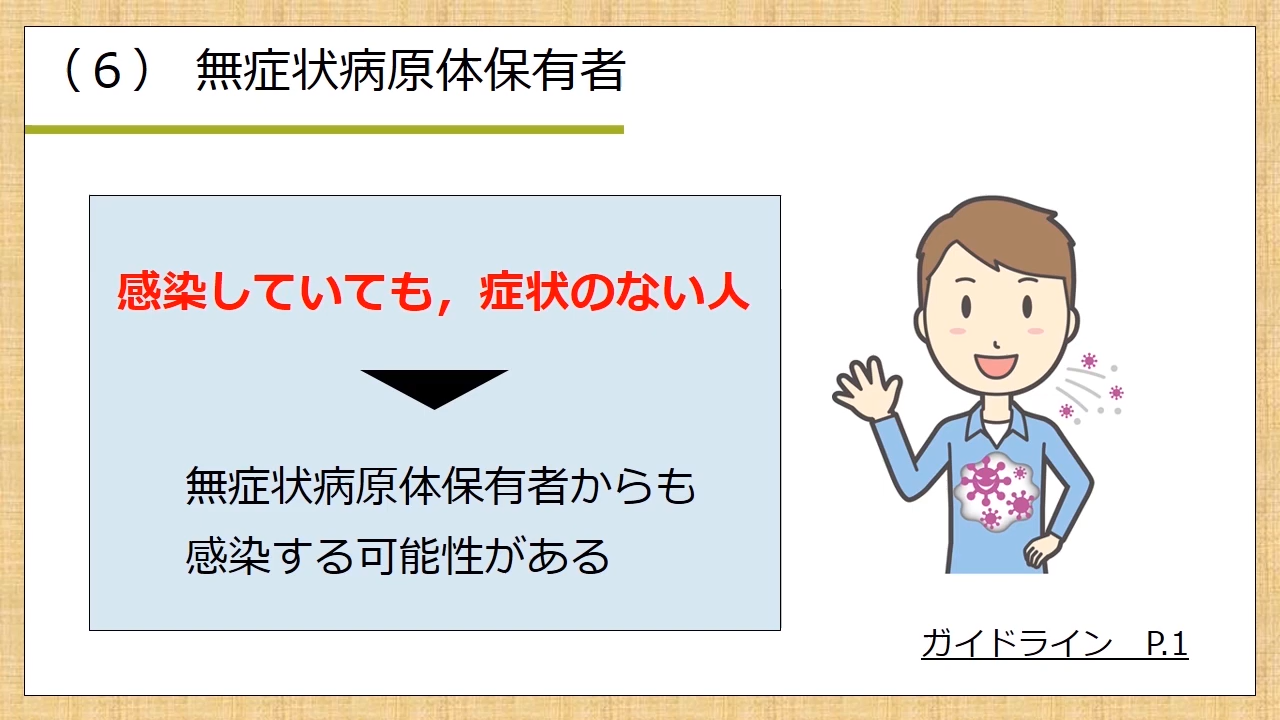 （６） 無症状病原体保有者
感染していても，症状のない人
無症状病原体保有者からも
感染する可能性がある
ガイドライン　P.1